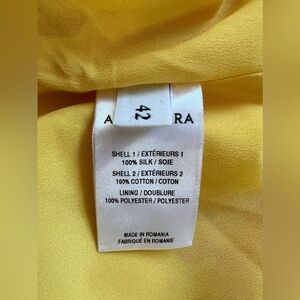 42
A RA
SHELL 1 / EXTÉRIEURS 1
100% SILK / SOIE
SHELL 2 / EXTÉRIEURS 2
100% COTTON / COTON
LINING / DOUBLURE
100% POLYESTER / POLYESTER
MADE IN ROMANIA
FABRIQUÉ EN ROMANIE